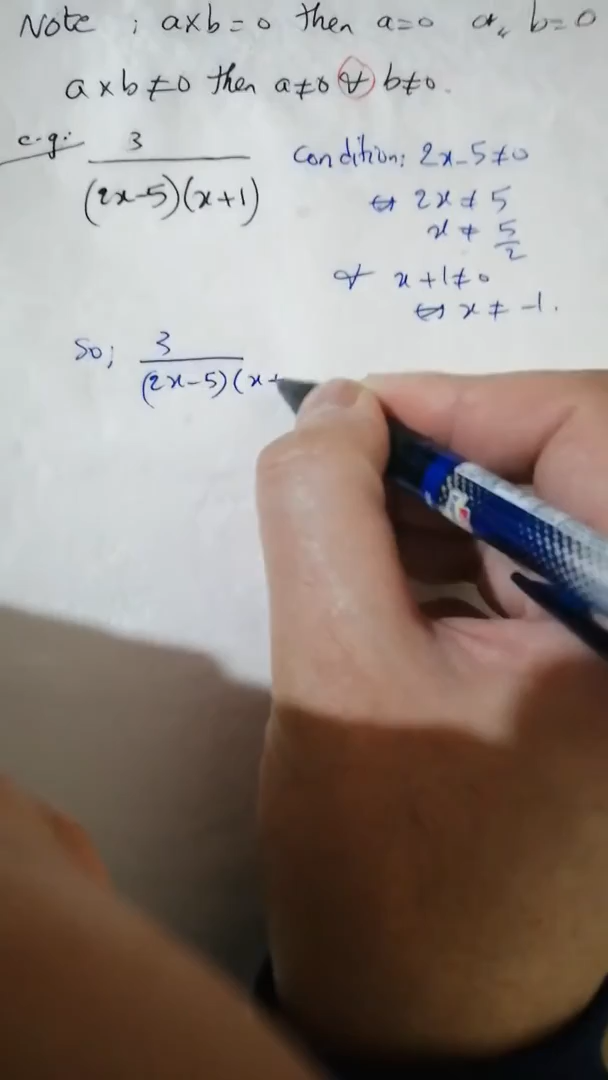 Note ; a×b=0 then a=0 or b=0
a×b≠0 then a≠0 & b≠0.
e.g:
3
(2x-5)(x+1)
Condition: 2x-5≠0
⇔ 2x≠5
x≠5/2
& x+1≠0
⇔ x≠-1.
So; 3
(2x-5)(x+